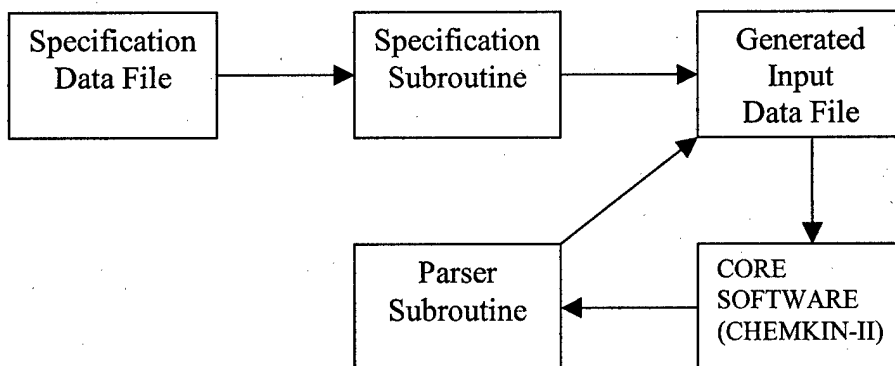 Specification
Data File
Specification
Subroutine
Generated
Input
Data File
Parser
Subroutine
CORE
SOFTWARE
(CHEMKIN-II)